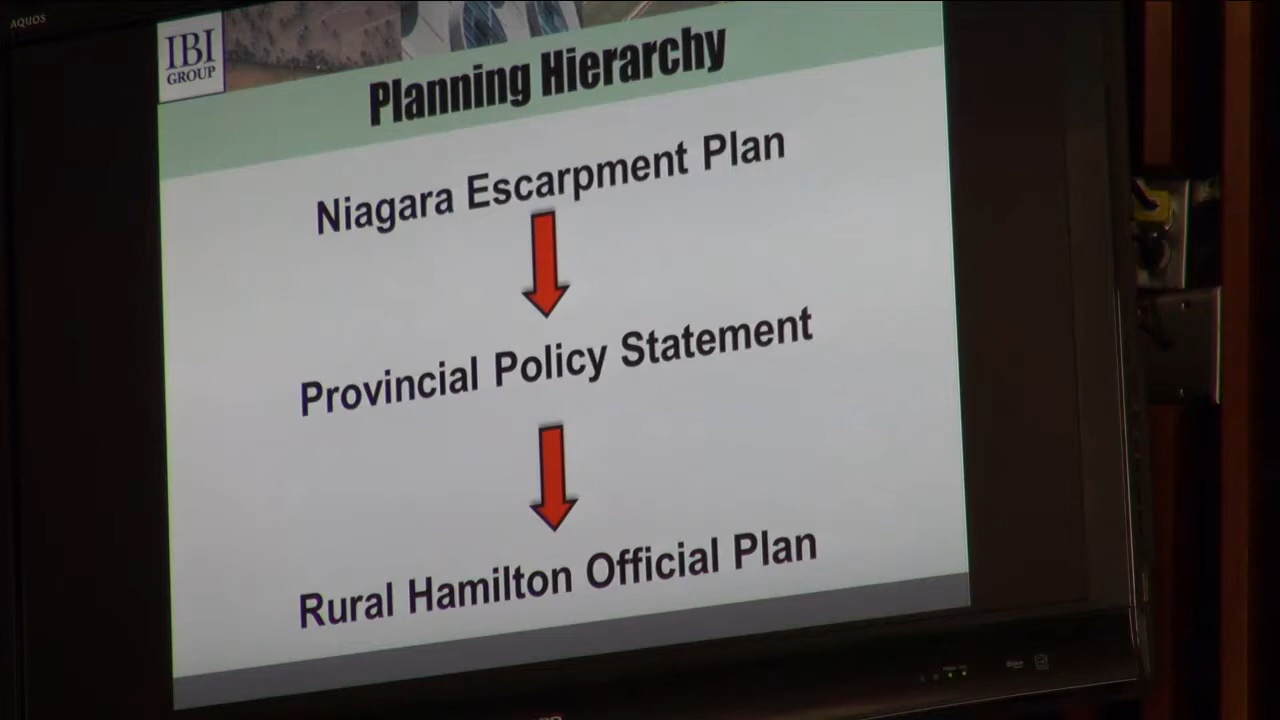 AQUOS
IBI
GROUP
Planning Hierarchy
Niagara Escarpment Plan
Provincial Policy Statement
Rural Hamilton Official Plan